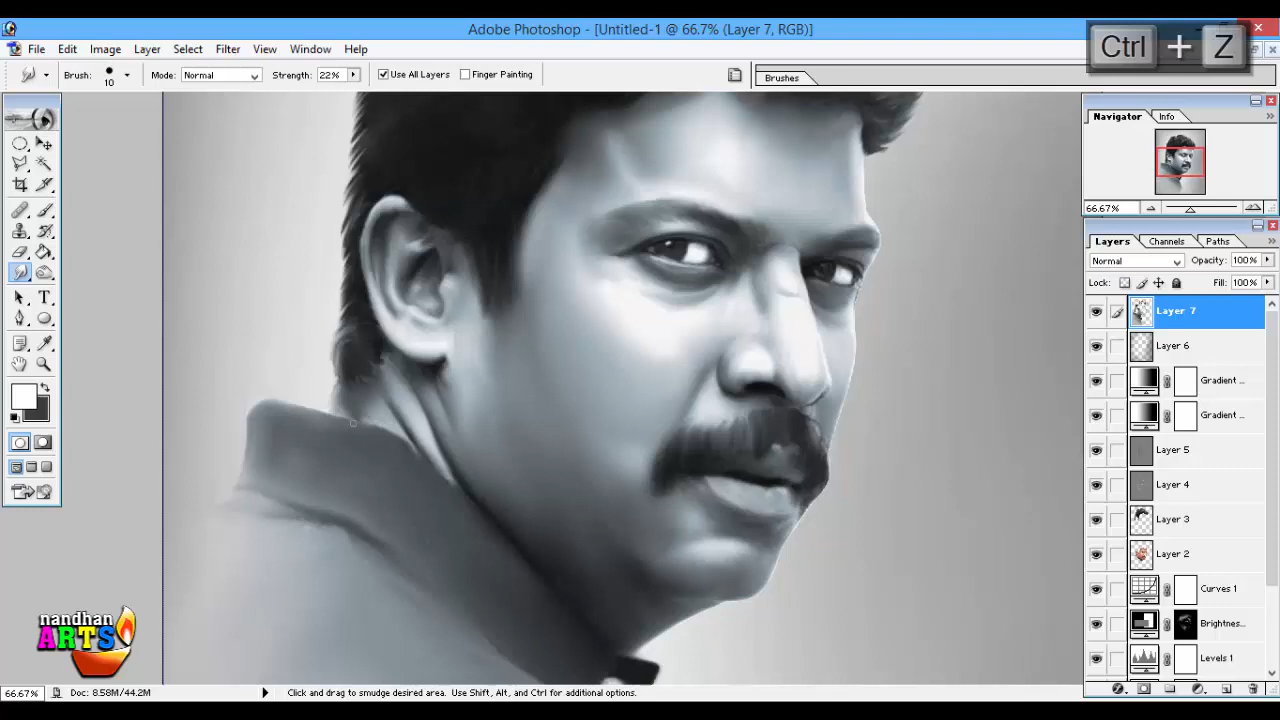 Adobe Photoshop - [Untitled-1 @ 66.7% (Layer 7, RGB)]
Ctrl + Z
File Edit Image Layer Select Filter View Window Help
Brush: 10 Mode: Normal Strength: 22% Use All Layers Finger Painting
Brushes
Navigator Info
66.67%
Layers Channels Paths
Normal Opacity: 100%
Lock: Fill: 100%
Layer 7
Layer 6
Gradient ...
Gradient ...
Layer 5
Layer 4
Layer 3
Layer 2
Curves 1
Brightnes...
Levels 1
nandhan
ARTS
66.67% Doc: 8.58M/44.2M Click and drag to smudge desired area. Use Shift, Alt, and Ctrl for additional options.